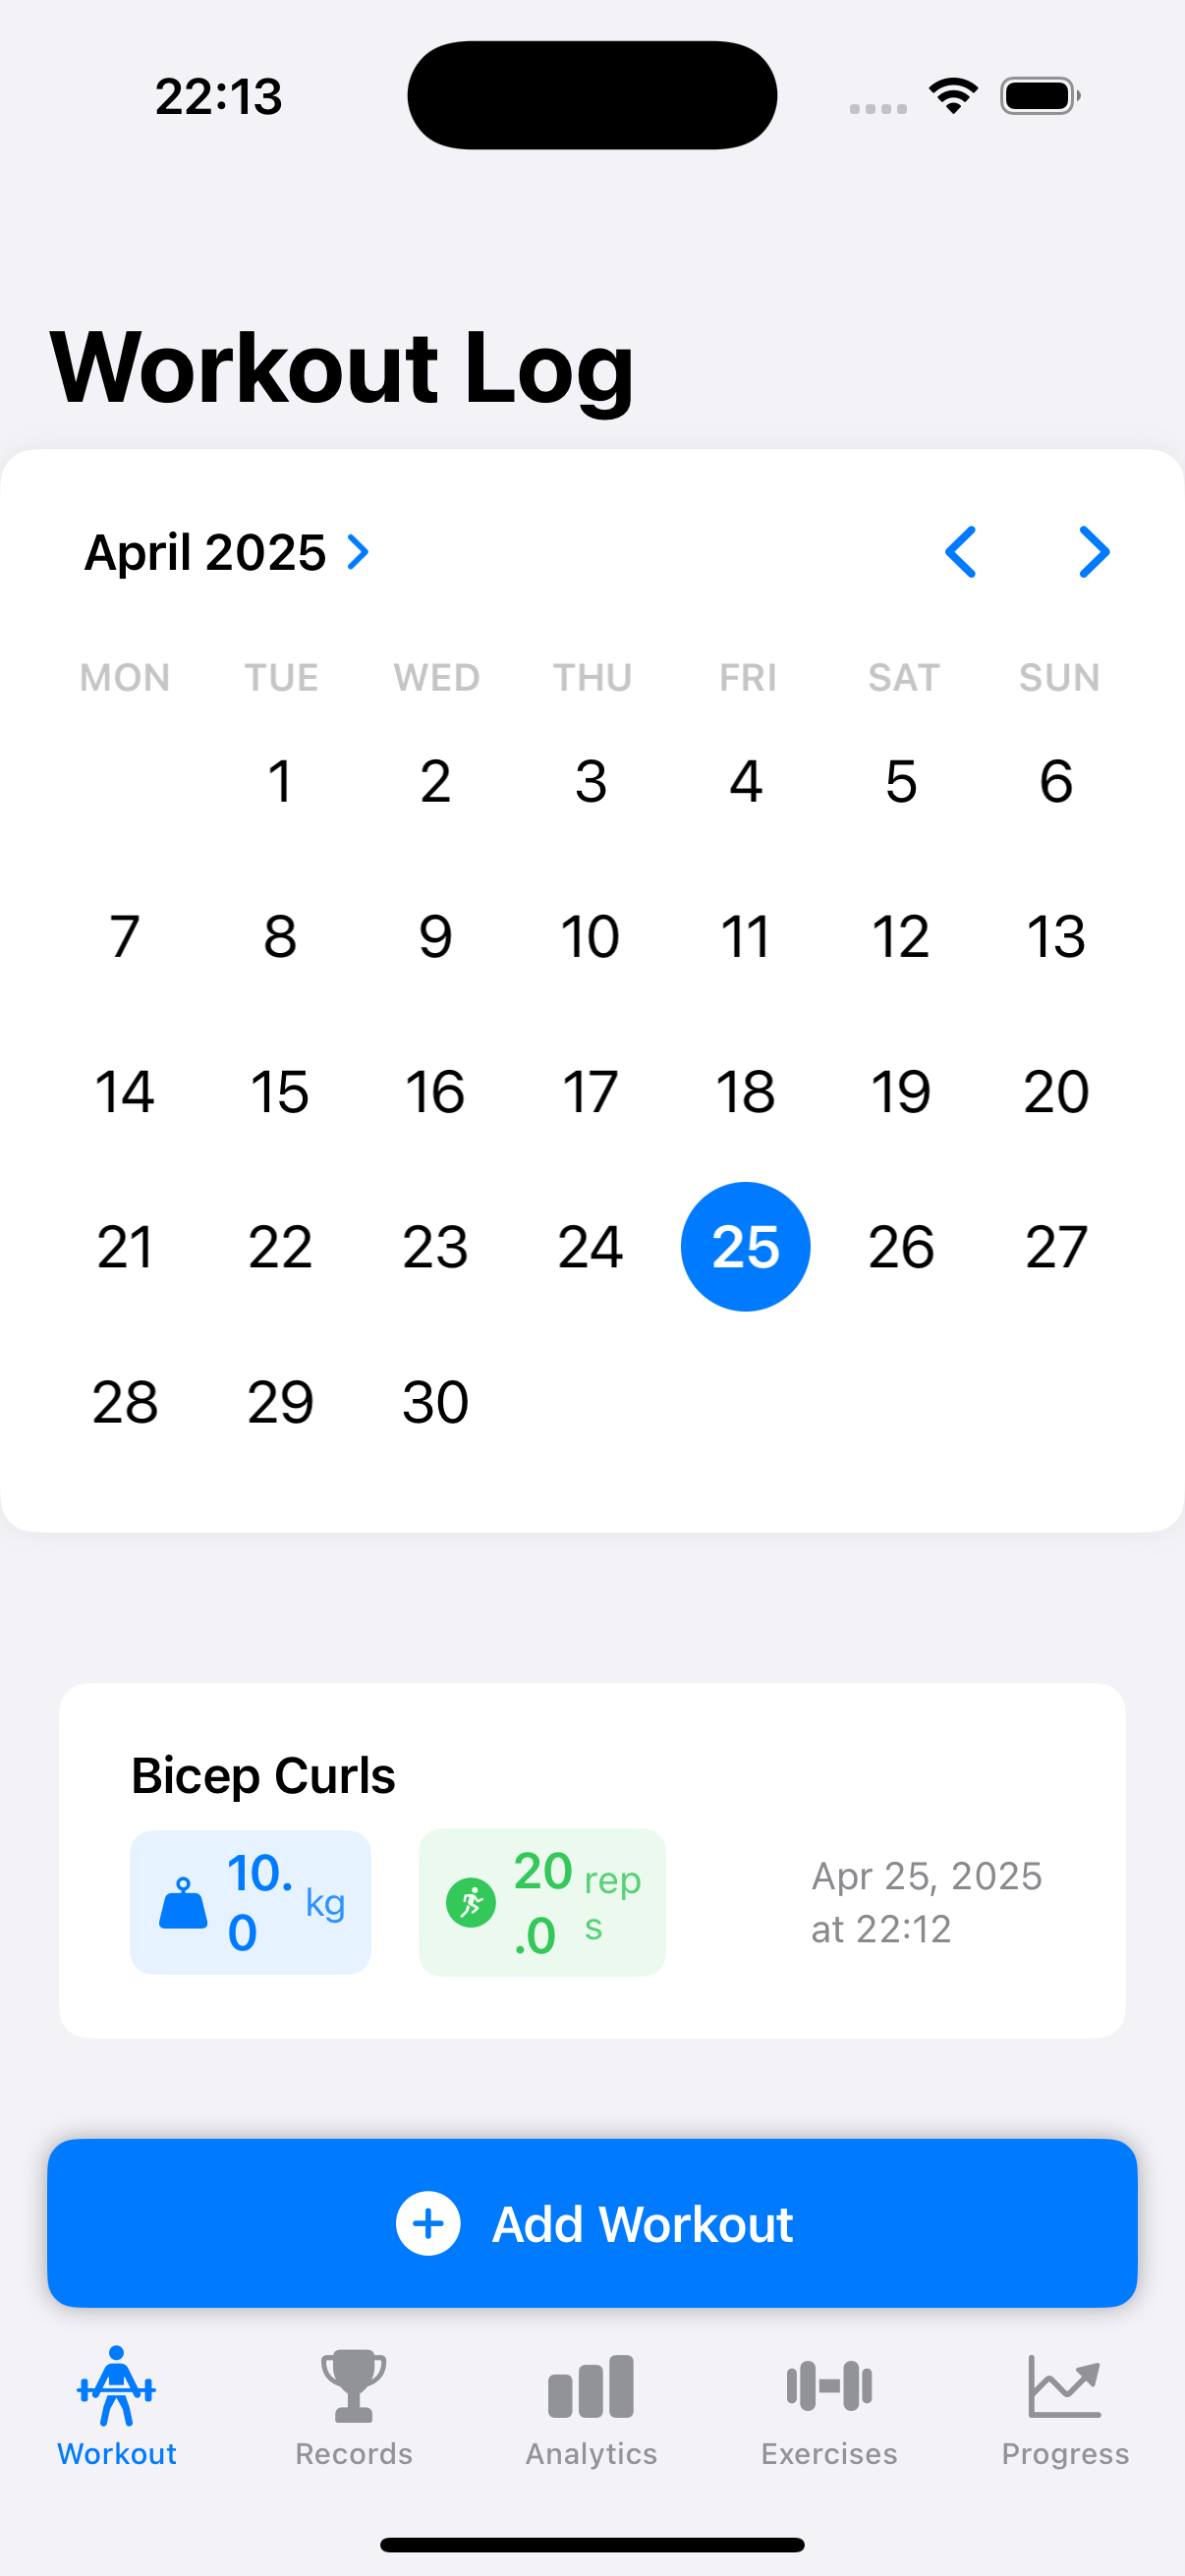 22:13
Workout Log
April 2025
MON TUE WED THU FRI SAT SUN
1 2 3 4 5 6
7 8 9 10 11 12 13
14 15 16 17 18 19 20
21 22 23 24 25 26 27
28 29 30
Bicep Curls
10.
0
kg
20
.0
rep
s
Apr 25, 2025
at 22:12
Add Workout
Workout Records Analytics Exercises Progress